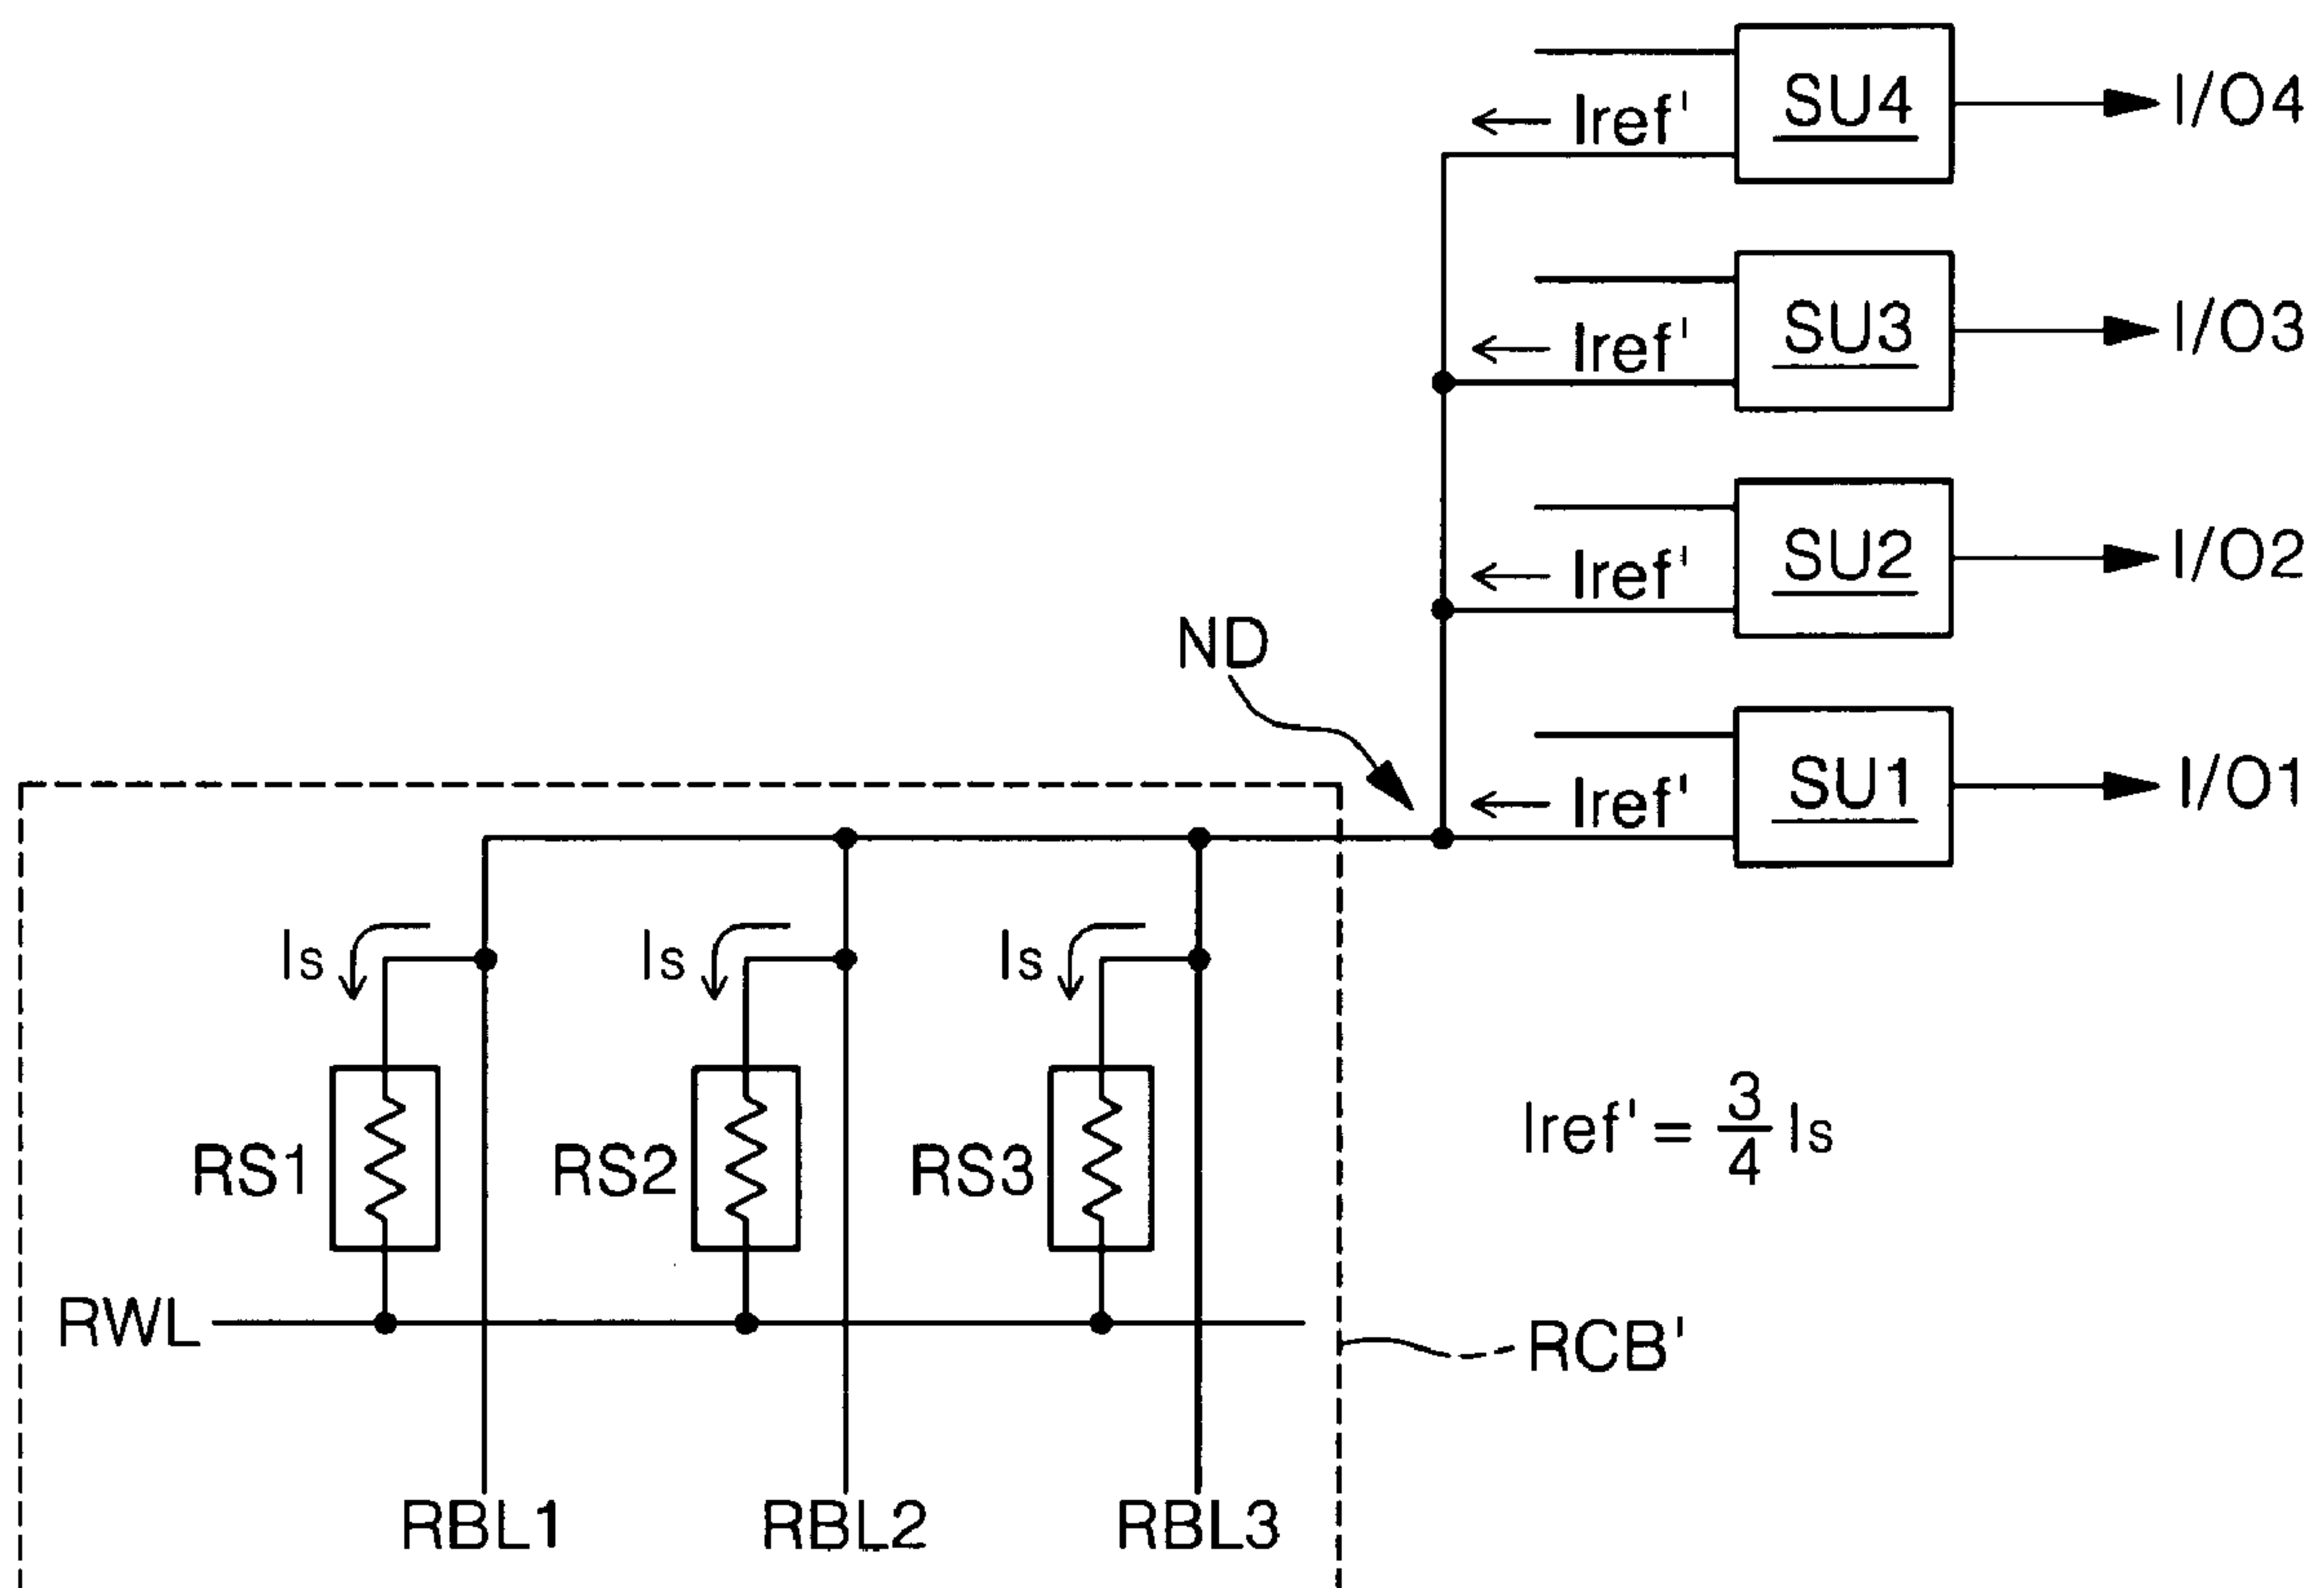 SU4
I/O4
Iref'
SU3
I/O3
Iref'
SU2
I/O2
Iref'
ND
SU1
I/O1
Iref'
Is
Is
Is
RS1
RS2
RS3
Iref' = 3/4 Is
RWL
RCB'
RBL1
RBL2
RBL3